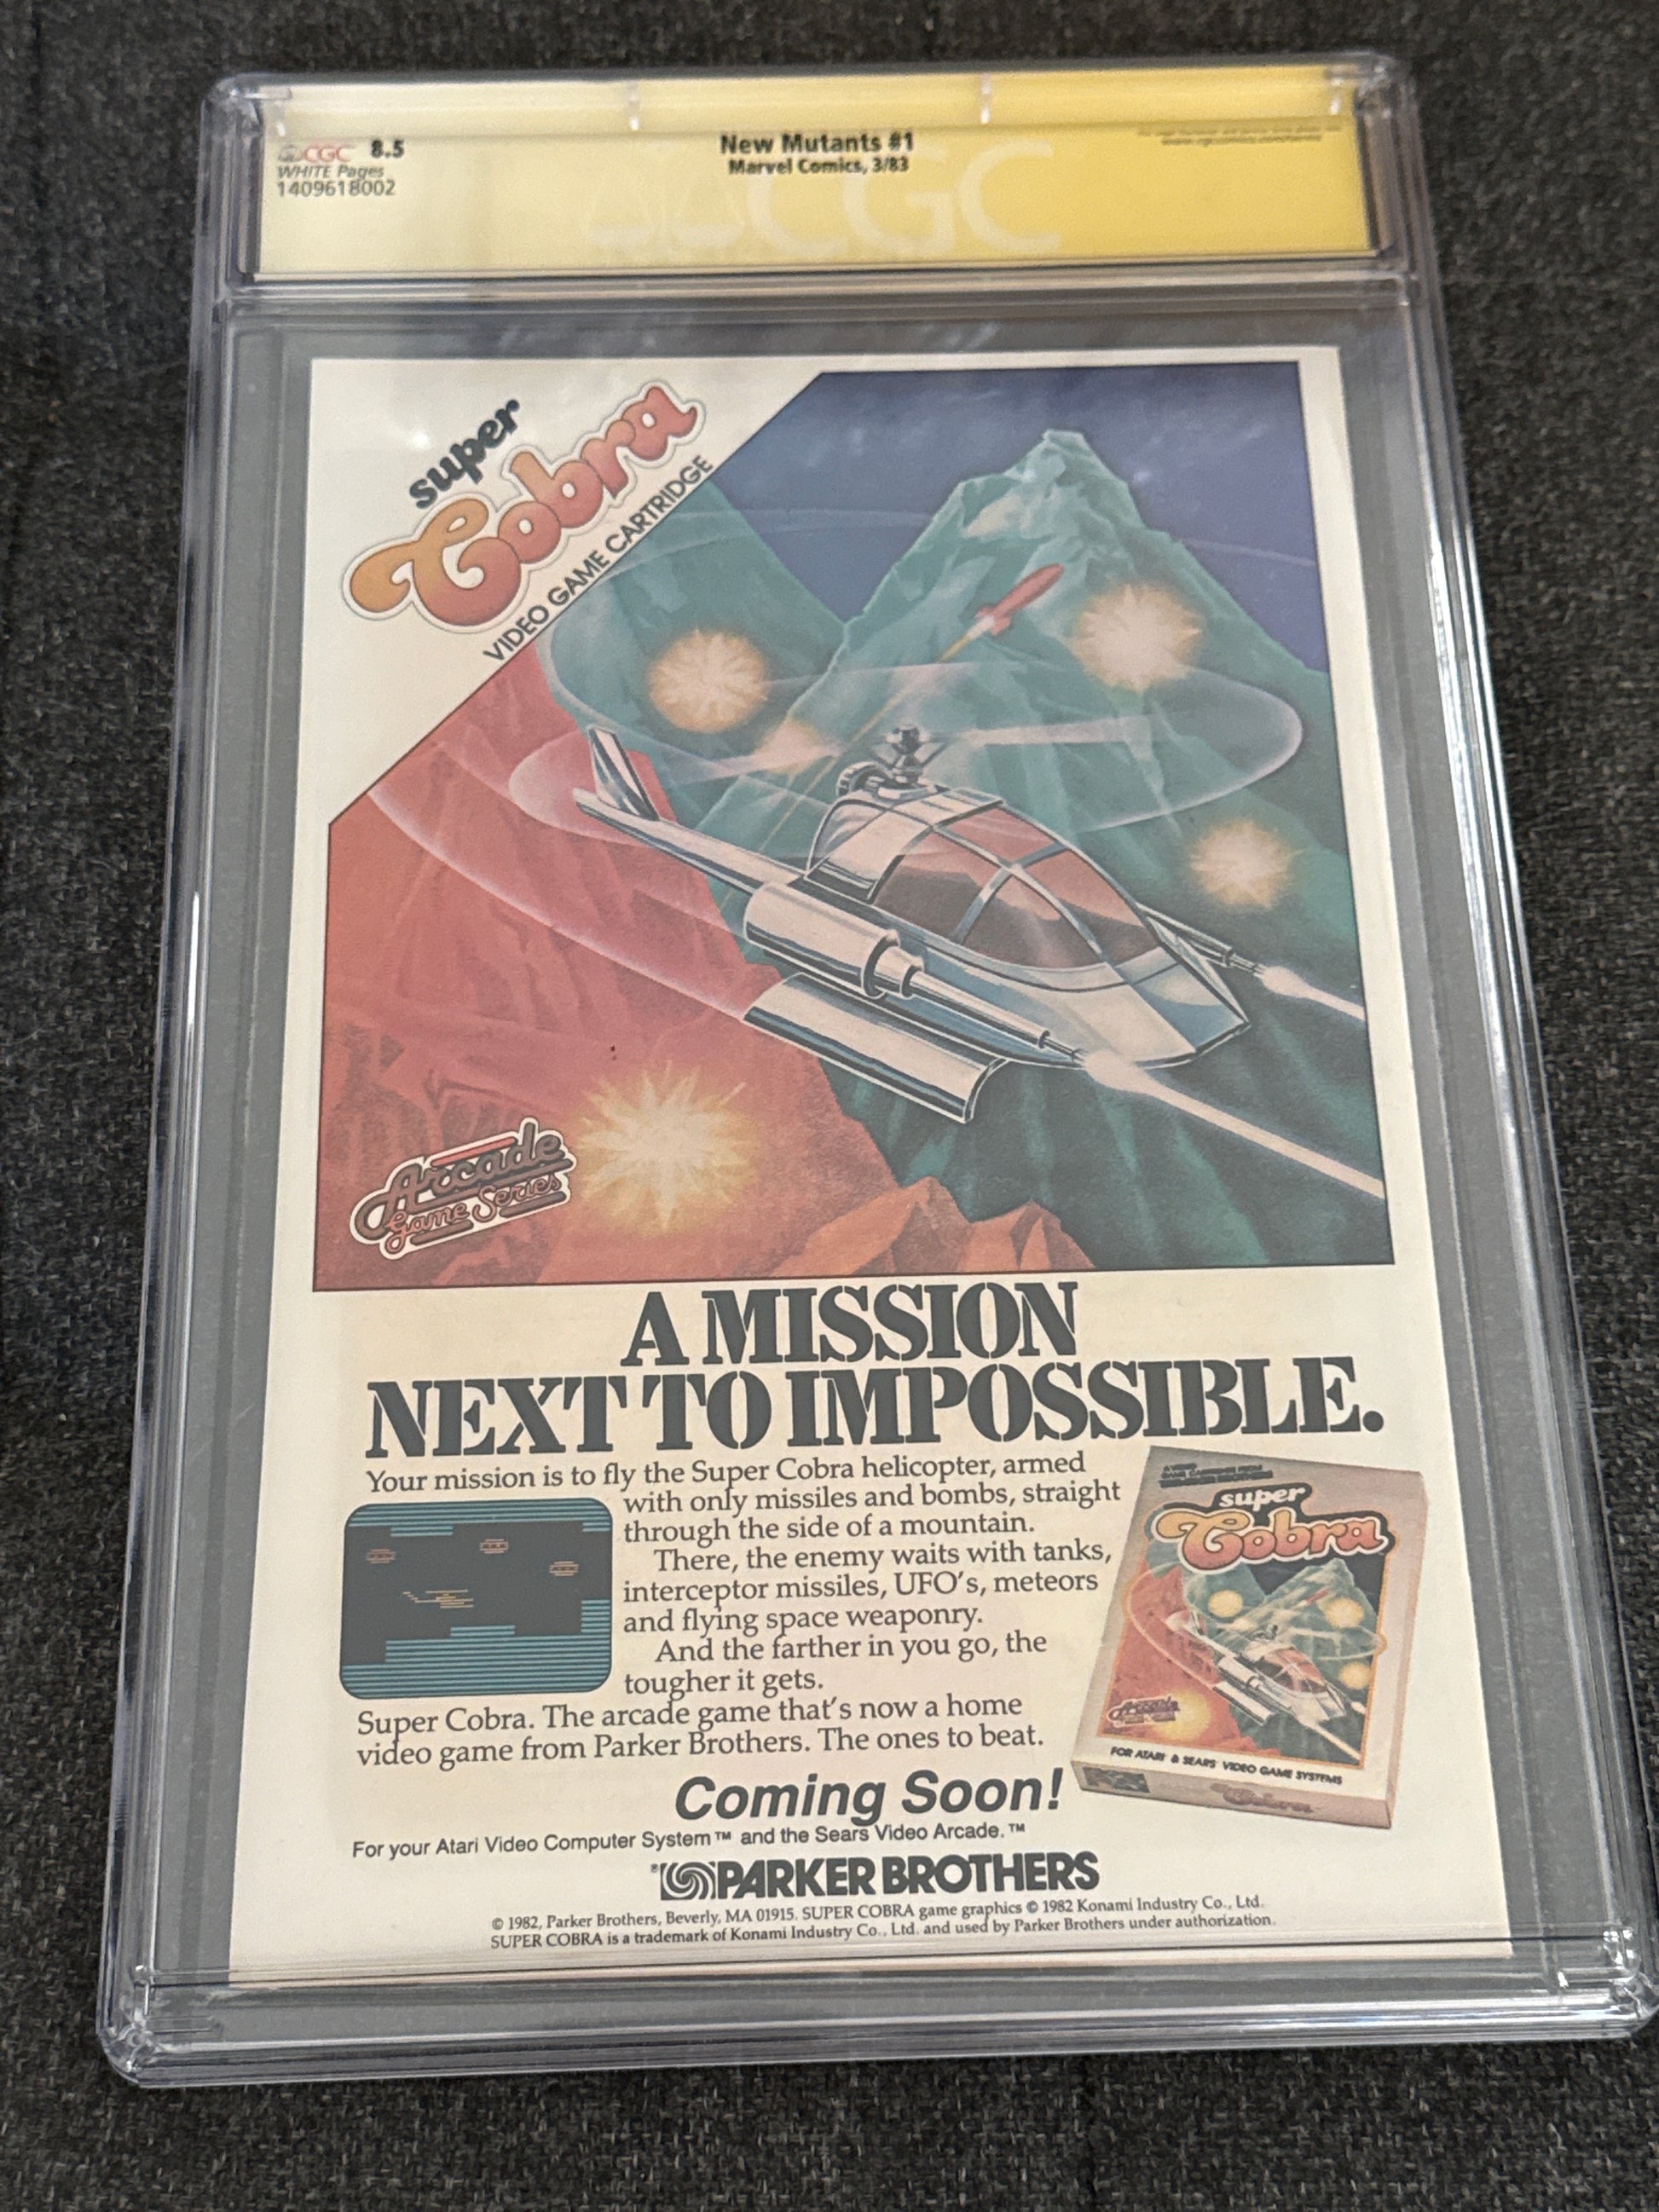 CGC 8.5
WHITE Pages
1409618002
New Mutants #1
Marvel Comics, 3/83
CGC
super
Cobra
VIDEO GAME CARTRIDGE
Arcade
Game Series
A MISSION
NEXT TO IMPOSSIBLE.
Your mission is to fly the Super Cobra helicopter, armed
with only missiles and bombs, straight
through the side of a mountain.
There, the enemy waits with tanks,
interceptor missiles, UFO's, meteors
and flying space weaponry.
And the farther in you go, the
tougher it gets.
Super Cobra. The arcade game that's now a home
video game from Parker Brothers. The ones to beat.
super
Cobra
Arcade
FOR ATARI & SEARS VIDEO GAME SYSTEMS
Cobra
Coming Soon!
For your Atari Video Computer System™ and the Sears Video Arcade.™
PARKER BROTHERS
© 1982, Parker Brothers, Beverly, MA 01915. SUPER COBRA game graphics © 1982 Konami Industry Co., Ltd.
SUPER COBRA is a trademark of Konami Industry Co., Ltd. and used by Parker Brothers under authorization.